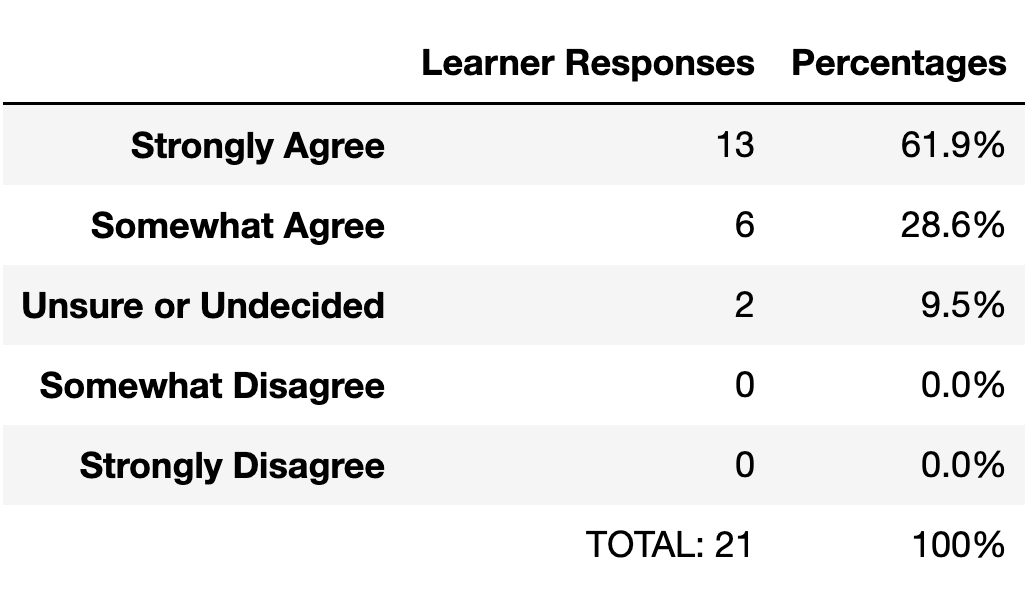 Learner Responses Percentages
Strongly Agree 13 61.9%
Somewhat Agree 6 28.6%
Unsure or Undecided 2 9.5%
Somewhat Disagree 0 0.0%
Strongly Disagree 0 0.0%
TOTAL: 21 100%